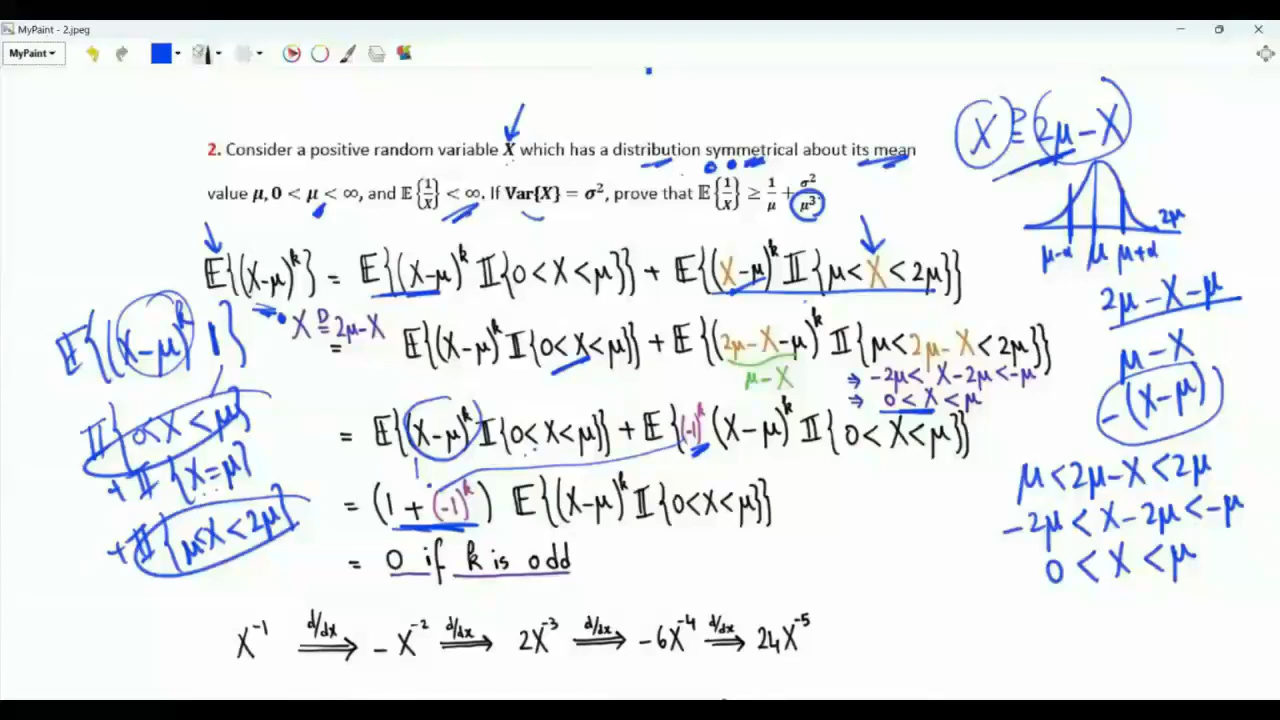 MyPaint - 2.jpeg
MyPaint
2. Consider a positive random variable X which has a distribution symmetrical about its mean
value μ, 0 < μ < ∞, and 𝔼{1/X} < ∞. If Var{X} = σ², prove that 𝔼{1/X} ≥ 1/μ + σ²/μ³.
X D= 2μ-X
2μ
μ-α μ μ+α
𝔼{(X-μ)^k} = 𝔼{(X-μ)^k 𝕀{0<X<μ}} + 𝔼{(X-μ)^k 𝕀{μ<X<2μ}}
X D= 2μ-X
= 𝔼{(X-μ)^k 𝕀{0<X<μ}} + 𝔼{(2μ-X-μ)^k 𝕀{μ<2μ-X<2μ}}
μ-X
⇒ -2μ< X-2μ<-μ
⇒ 0<X<μ
= 𝔼{(X-μ)^k 𝕀{0<X<μ}} + 𝔼{(-1)^k (X-μ)^k 𝕀{0<X<μ}}
= (1+(-1)^k) 𝔼{(X-μ)^k 𝕀{0<X<μ}}
= 0 if k is odd
X⁻¹ d/dx ⟹ -X⁻² d/dx ⟹ 2X⁻³ d/dx ⟹ -6X⁻⁴ d/dx ⟹ 24X⁻⁵
𝔼{(X-μ)^k 1}
𝕀{0<X<μ}
+ 𝕀{X=μ}
+ 𝕀{μ<X<2μ}
2μ-X-μ
μ-X
-(X-μ)
μ<2μ-X<2μ
-2μ<X-2μ<-μ
0<X<μ